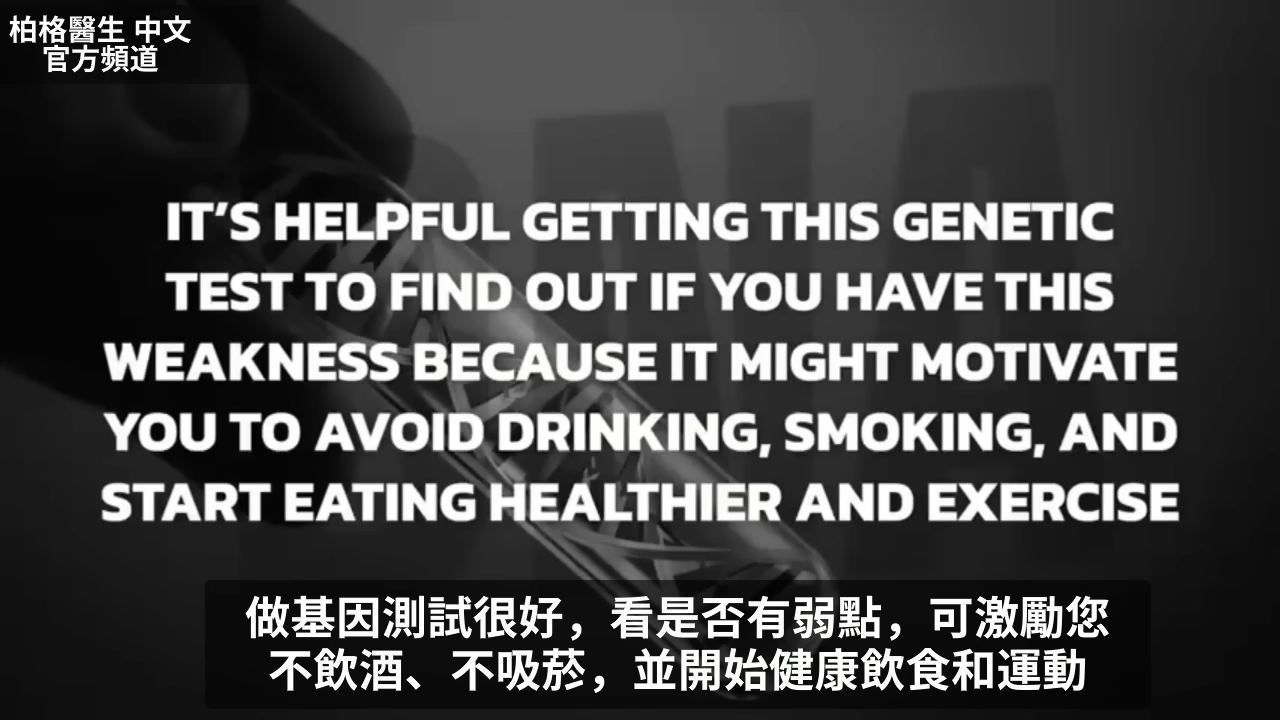 柏格醫生 中文
官方頻道
IT'S HELPFUL GETTING THIS GENETIC
TEST TO FIND OUT IF YOU HAVE THIS
WEAKNESS BECAUSE IT MIGHT MOTIVATE
YOU TO AVOID DRINKING, SMOKING, AND
START EATING HEALTHIER AND EXERCISE
做基因測試很好，看是否有弱點，可激勵您
不飲酒、不吸菸，並開始健康飲食和運動